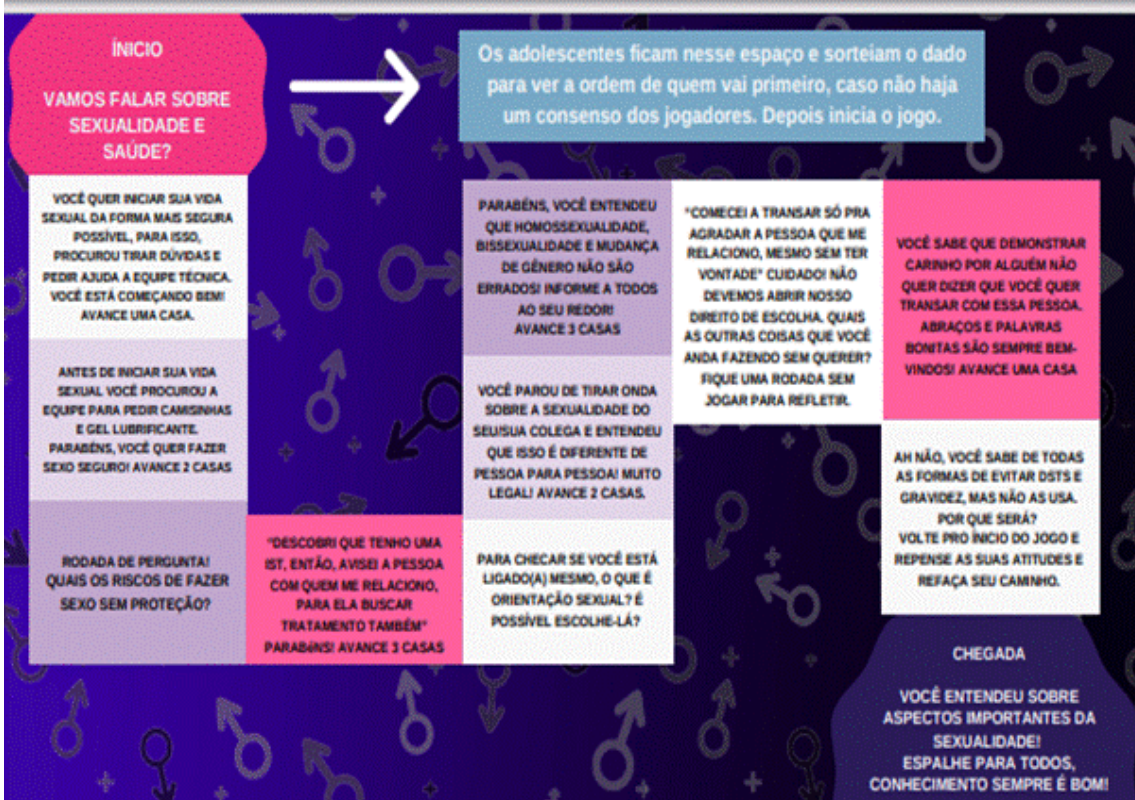 ÍNICIO
VAMOS FALAR SOBRE
SEXUALIDADE E
SAÚDE?
Os adolescentes ficam nesse espaço e sorteiam o dado
para ver a ordem de quem vai primeiro, caso não haja
um consenso dos jogadores. Depois inicia o jogo.
VOCÊ QUER INICIAR SUA VIDA
SEXUAL DA FORMA MAIS SEGURA
POSSÍVEL, PARA ISSO,
PROCUROU TIRAR DÚVIDAS E
PEDIR AJUDA A EQUIPE TÉCNICA.
VOCÊ ESTÁ COMEÇANDO BEM!
AVANCE UMA CASA.
ANTES DE INICIAR SUA VIDA
SEXUAL VOCÊ PROCUROU A
EQUIPE PARA PEDIR CAMISINHAS
E GEL LUBRIFICANTE.
PARABÉNS, VOCÊ QUER FAZER
SEXO SEGURO! AVANCE 2 CASAS
RODADA DE PERGUNTA!
QUAIS OS RISCOS DE FAZER
SEXO SEM PROTEÇÃO?
"DESCOBRI QUE TENHO UMA
IST, ENTÃO, AVISEI A PESSOA
COM QUEM ME RELACIONO,
PARA ELA BUSCAR
TRATAMENTO TAMBÉM"
PARABéNS! AVANCE 3 CASAS
PARA CHECAR SE VOCÊ ESTÁ
LIGADO(A) MESMO, O QUE É
ORIENTAÇÃO SEXUAL? É
POSSÍVEL ESCOLHE-LÁ?
VOCÊ PAROU DE TIRAR ONDA
SOBRE A SEXUALIDADE DO
SEU/SUA COLEGA E ENTENDEU
QUE ISSO É DIFERENTE DE
PESSOA PARA PESSOA! MUITO
LEGAL! AVANCE 2 CASAS.
PARABÉNS, VOCÊ ENTENDEU
QUE HOMOSSEXUALIDADE,
BISSEXUALIDADE E MUDANÇA
DE GÊNERO NÃO SÃO
ERRADOS! INFORME A TODOS
AO SEU REDOR!
AVANCE 3 CASAS
"COMECEI A TRANSAR SÓ PRA
AGRADAR A PESSOA QUE ME
RELACIONO, MESMO SEM TER
VONTADE" CUIDADO! NÃO
DEVEMOS ABRIR NOSSO
DIREITO DE ESCOLHA. QUAIS
AS OUTRAS COISAS QUE VOCÊ
ANDA FAZENDO SEM QUERER?
FIQUE UMA RODADA SEM
JOGAR PARA REFLETIR.
VOCÊ SABE QUE DEMONSTRAR
CARINHO POR ALGUÉM NÃO
QUER DIZER QUE VOCÊ QUER
TRANSAR COM ESSA PESSOA.
ABRAÇOS E PALAVRAS
BONITAS SÃO SEMPRE BEM-
VINDOS! AVANCE UMA CASA
AH NÃO, VOCÊ SABE DE TODAS
AS FORMAS DE EVITAR DSTS E
GRAVIDEZ, MAS NÃO AS USA.
POR QUE SERÁ?
VOLTE PRO ÍNICIO DO JOGO E
REPENSE AS SUAS ATITUDES E
REFAÇA SEU CAMINHO.
CHEGADA
VOCÊ ENTENDEU SOBRE
ASPECTOS IMPORTANTES DA
SEXUALIDADE!
ESPALHE PARA TODOS,
CONHECIMENTO SEMPRE É BOM!